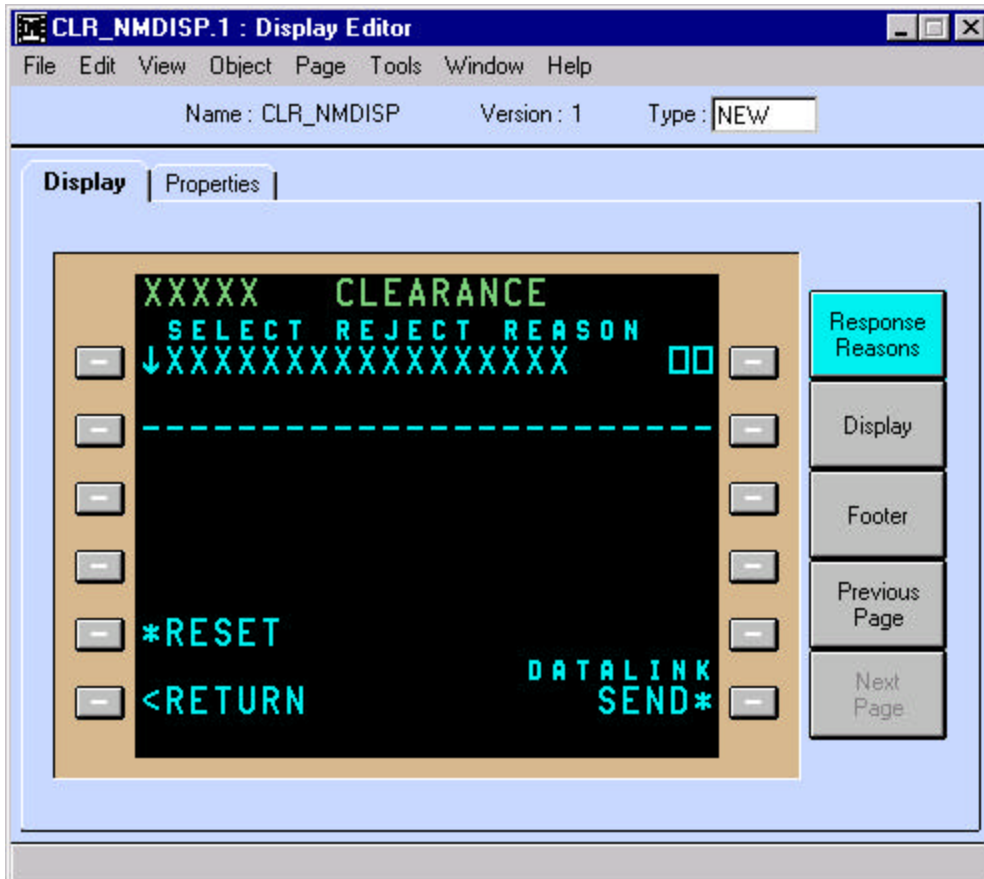 CLR_NMDISP.1 : Display Editor
File Edit View Object Page Tools Window Help
Name : CLR_NMDISP Version : 1 Type : NEW
Display Properties
XXXXX CLEARANCE
SELECT REJECT REASON
↓XXXXXXXXXXXXXXXXXX □□
------------------------
*RESET
DATALINK
<RETURN SEND*
Response
Reasons
Display
Footer
Previous
Page
Next
Page